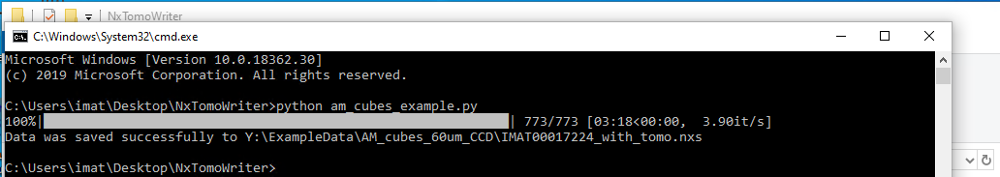 NxTomoWriter
C:\Windows\System32\cmd.exe
Microsoft Windows [Version 10.0.18362.30]
(c) 2019 Microsoft Corporation. All rights reserved.
C:\Users\imat\Desktop\NxTomoWriter>python am_cubes_example.py
100%|| 773/773 [03:18<00:00,  3.90it/s]
Data was saved successfully to Y:\ExampleData\AM_cubes_60um_CCD\IMAT00017224_with_tomo.nxs
C:\Users\imat\Desktop\NxTomoWriter>